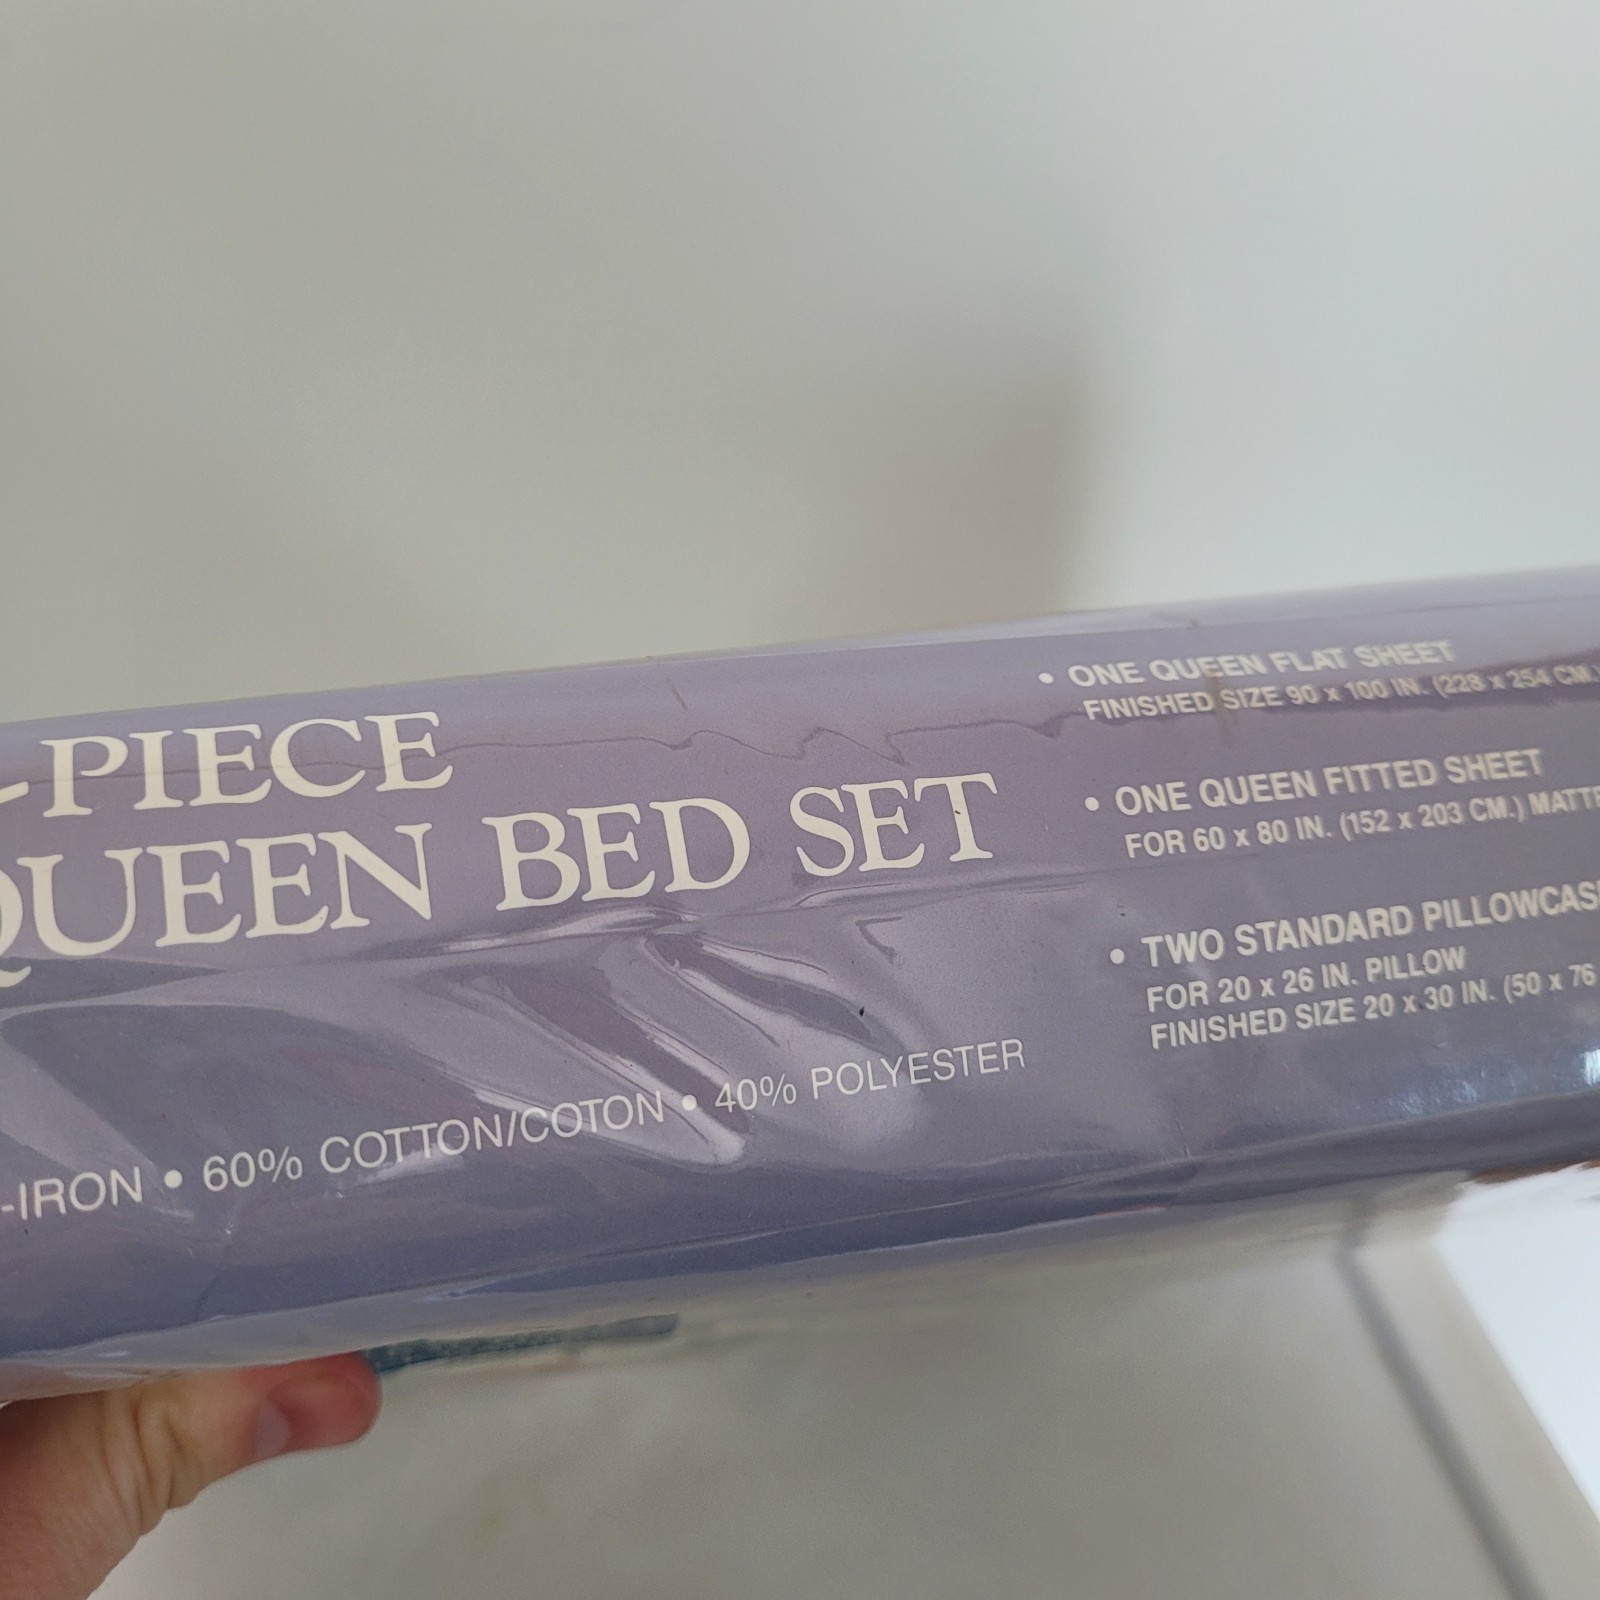 -PIECE
QUEEN BED SET
-IRON • 60% COTTON/COTON • 40% POLYESTER
• ONE QUEEN FLAT SHEET
FINISHED SIZE 90 x 100 IN. (228 x 254 CM.)
• ONE QUEEN FITTED SHEET
FOR 60 x 80 IN. (152 x 203 CM.) MATT
• TWO STANDARD PILLOWCAS
FOR 20 x 26 IN. PILLOW
FINISHED SIZE 20 x 30 IN. (50 x 76